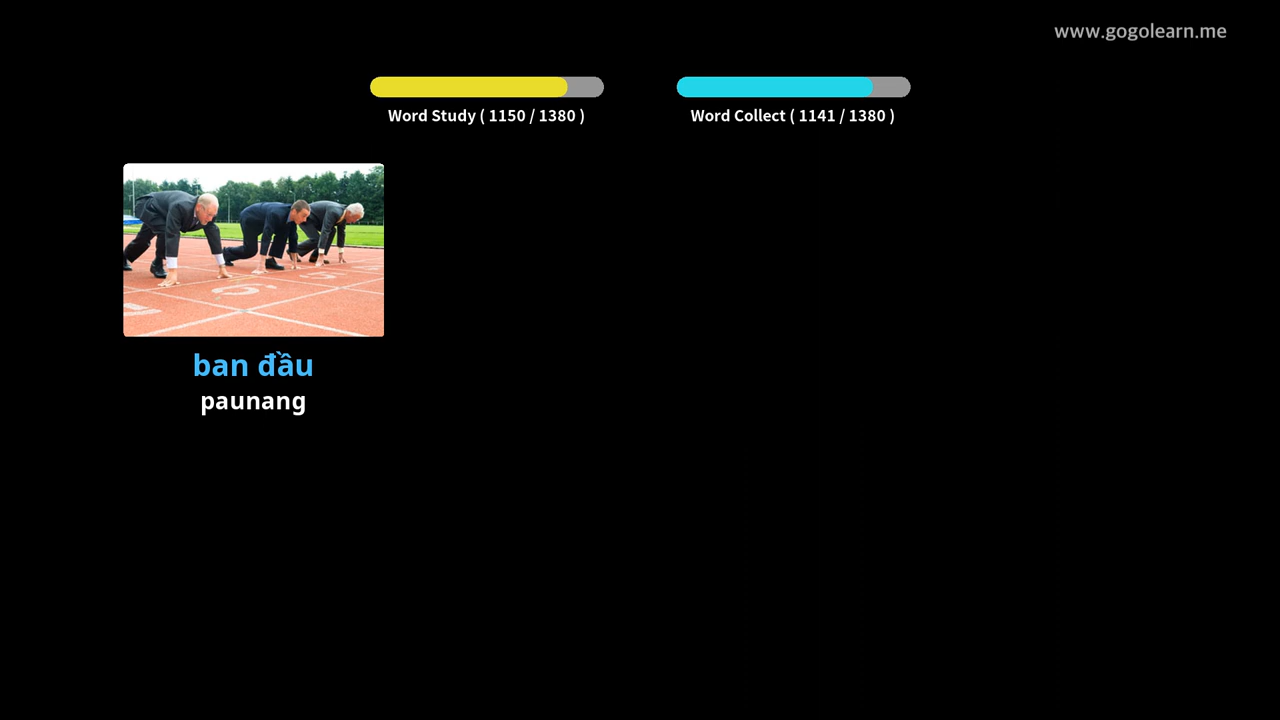 www.gogolearn.me
Word Study ( 1150 / 1380 )
Word Collect ( 1141 / 1380 )
ban đầu
paunang